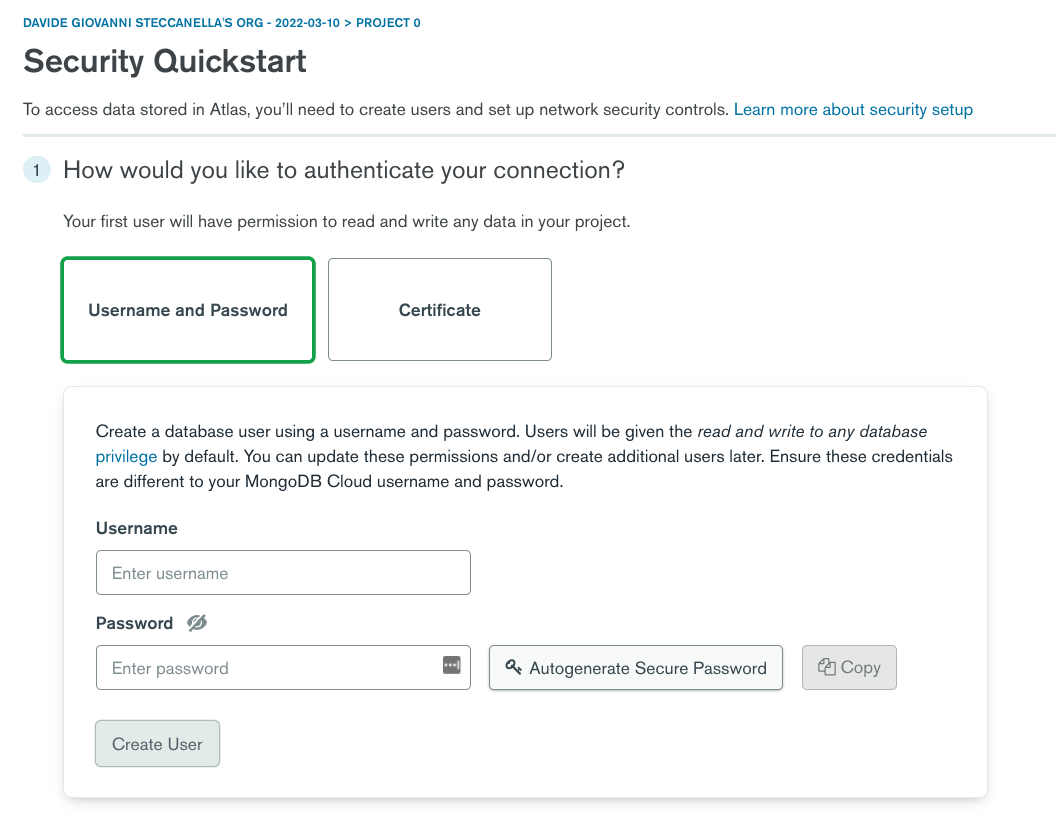 DAVIDE GIOVANNI STECCANELLA'S ORG - 2022-03-10 > PROJECT 0
Security Quickstart
To access data stored in Atlas, you'll need to create users and set up network security controls. Learn more about security setup
1 How would you like to authenticate your connection?
Your first user will have permission to read and write any data in your project.
Username and Password Certificate
Create a database user using a username and password. Users will be given the read and write to any database
privilege by default. You can update these permissions and/or create additional users later. Ensure these credentials
are different to your MongoDB Cloud username and password.
Username
Enter username
Password
Enter password Autogenerate Secure Password Copy
Create User